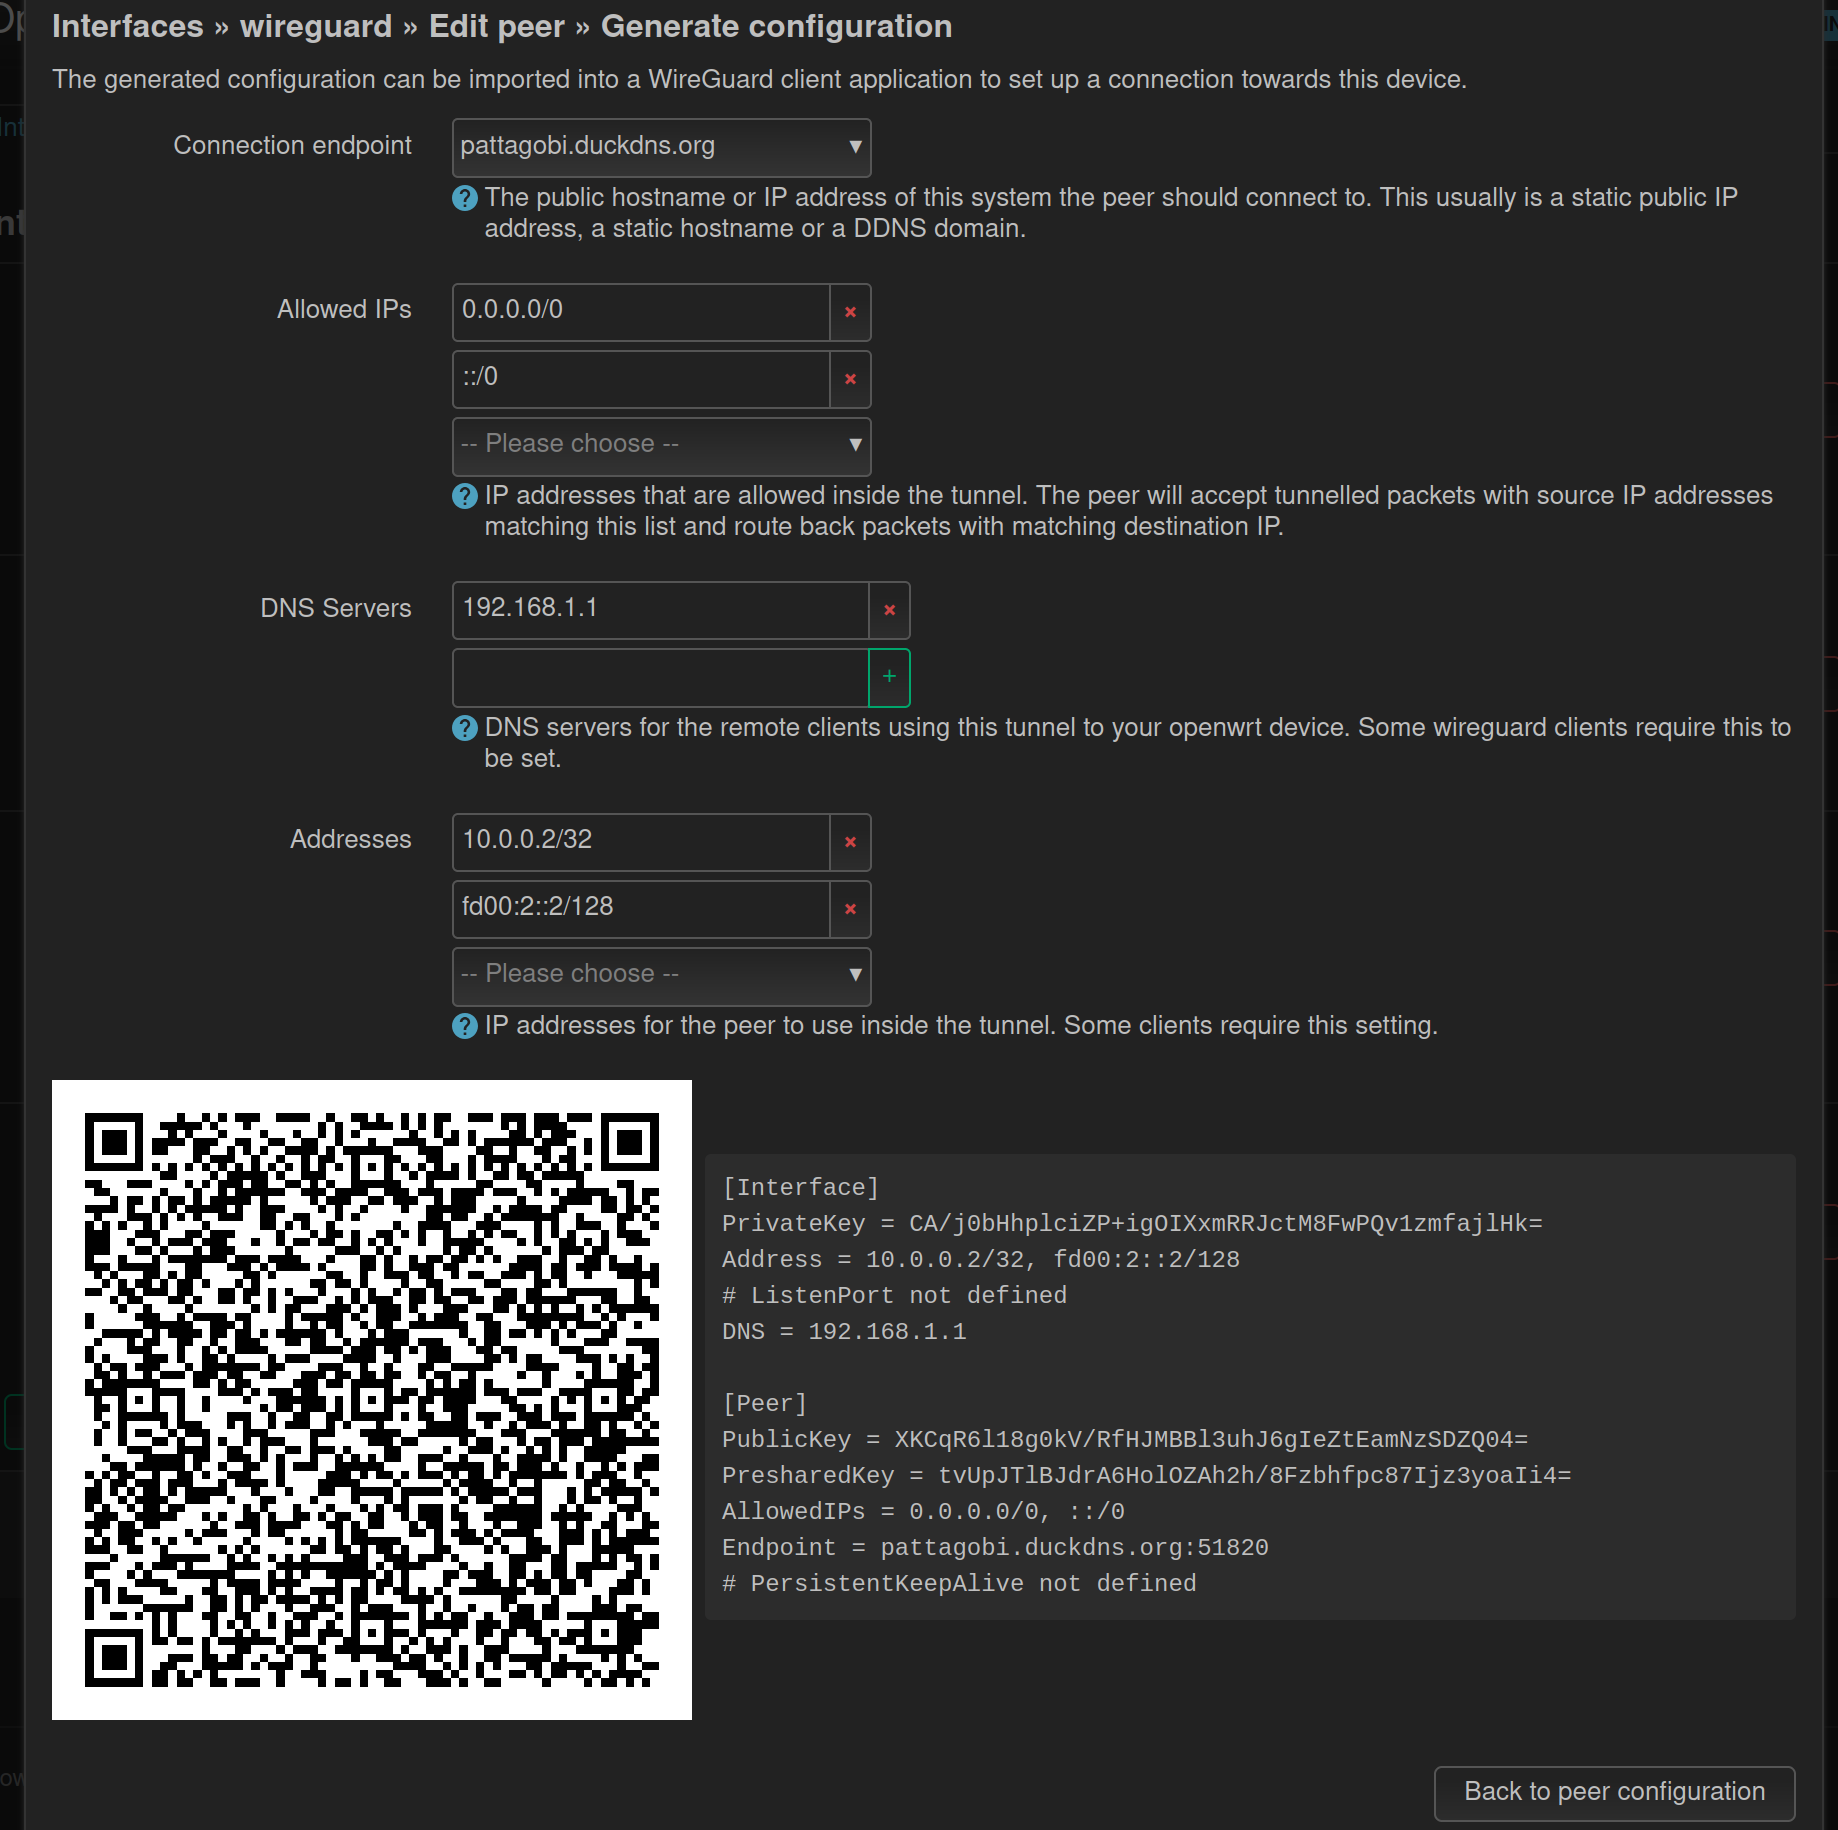 Interfaces » wireguard » Edit peer » Generate configuration
The generated configuration can be imported into a WireGuard client application to set up a connection towards this device.
Connection endpoint
pattagobi.duckdns.org
The public hostname or IP address of this system the peer should connect to. This usually is a static public IP
address, a static hostname or a DDNS domain.
Allowed IPs
0.0.0.0/0
::/0
-- Please choose --
IP addresses that are allowed inside the tunnel. The peer will accept tunnelled packets with source IP addresses
matching this list and route back packets with matching destination IP.
DNS Servers
192.168.1.1
DNS servers for the remote clients using this tunnel to your openwrt device. Some wireguard clients require this to
be set.
Addresses
10.0.0.2/32
fd00:2::2/128
-- Please choose --
IP addresses for the peer to use inside the tunnel. Some clients require this setting.
[Interface]
PrivateKey = CA/j0bHhplciZP+igOIXxmRRJctM8FwPQv1zmfajlHk=
Address = 10.0.0.2/32, fd00:2::2/128
# ListenPort not defined
DNS = 192.168.1.1
[Peer]
PublicKey = XKCqR6l18g0kV/RfHJMBBl3uhJ6gIeZtEamNzSDZQ04=
PresharedKey = tvUpJTlBJdrA6HolOZAh2h/8Fzbhfpc87Ijz3yoaIi4=
AllowedIPs = 0.0.0.0/0, ::/0
Endpoint = pattagobi.duckdns.org:51820
# PersistentKeepAlive not defined
Back to peer configuration